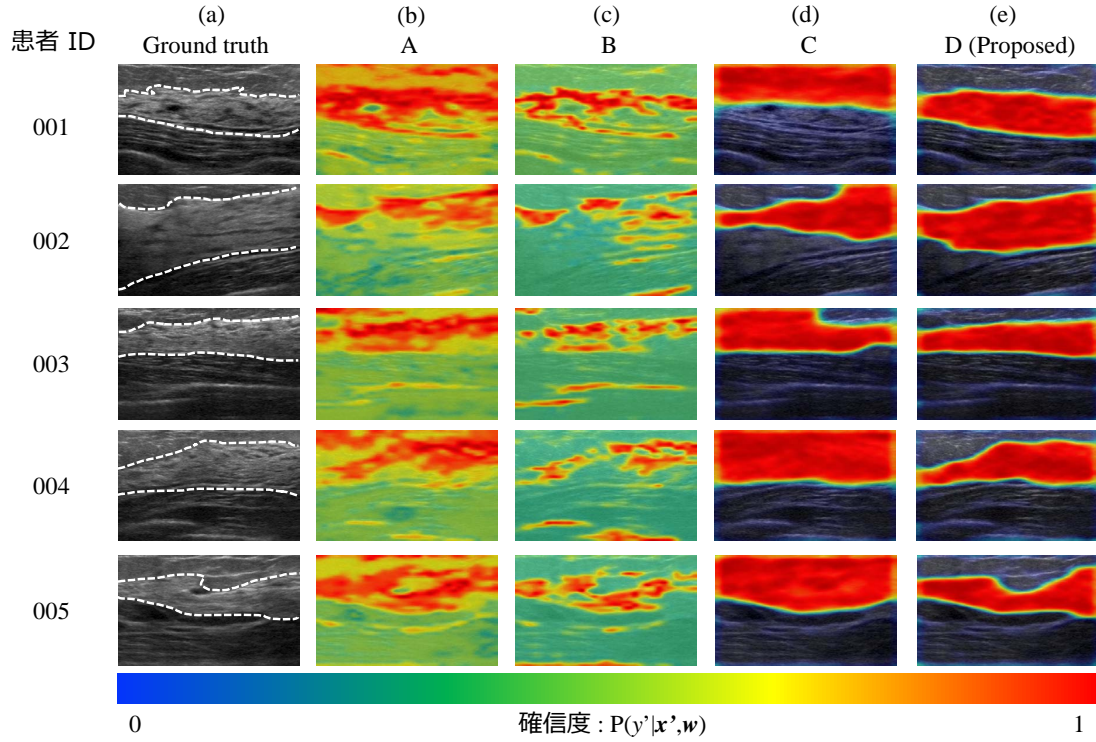 (a) (b) (c) (d) (e)
患者 ID Ground truth A B C D (Proposed)
001
002
003
004
005
0 確信度 : P(y'|x',w) 1